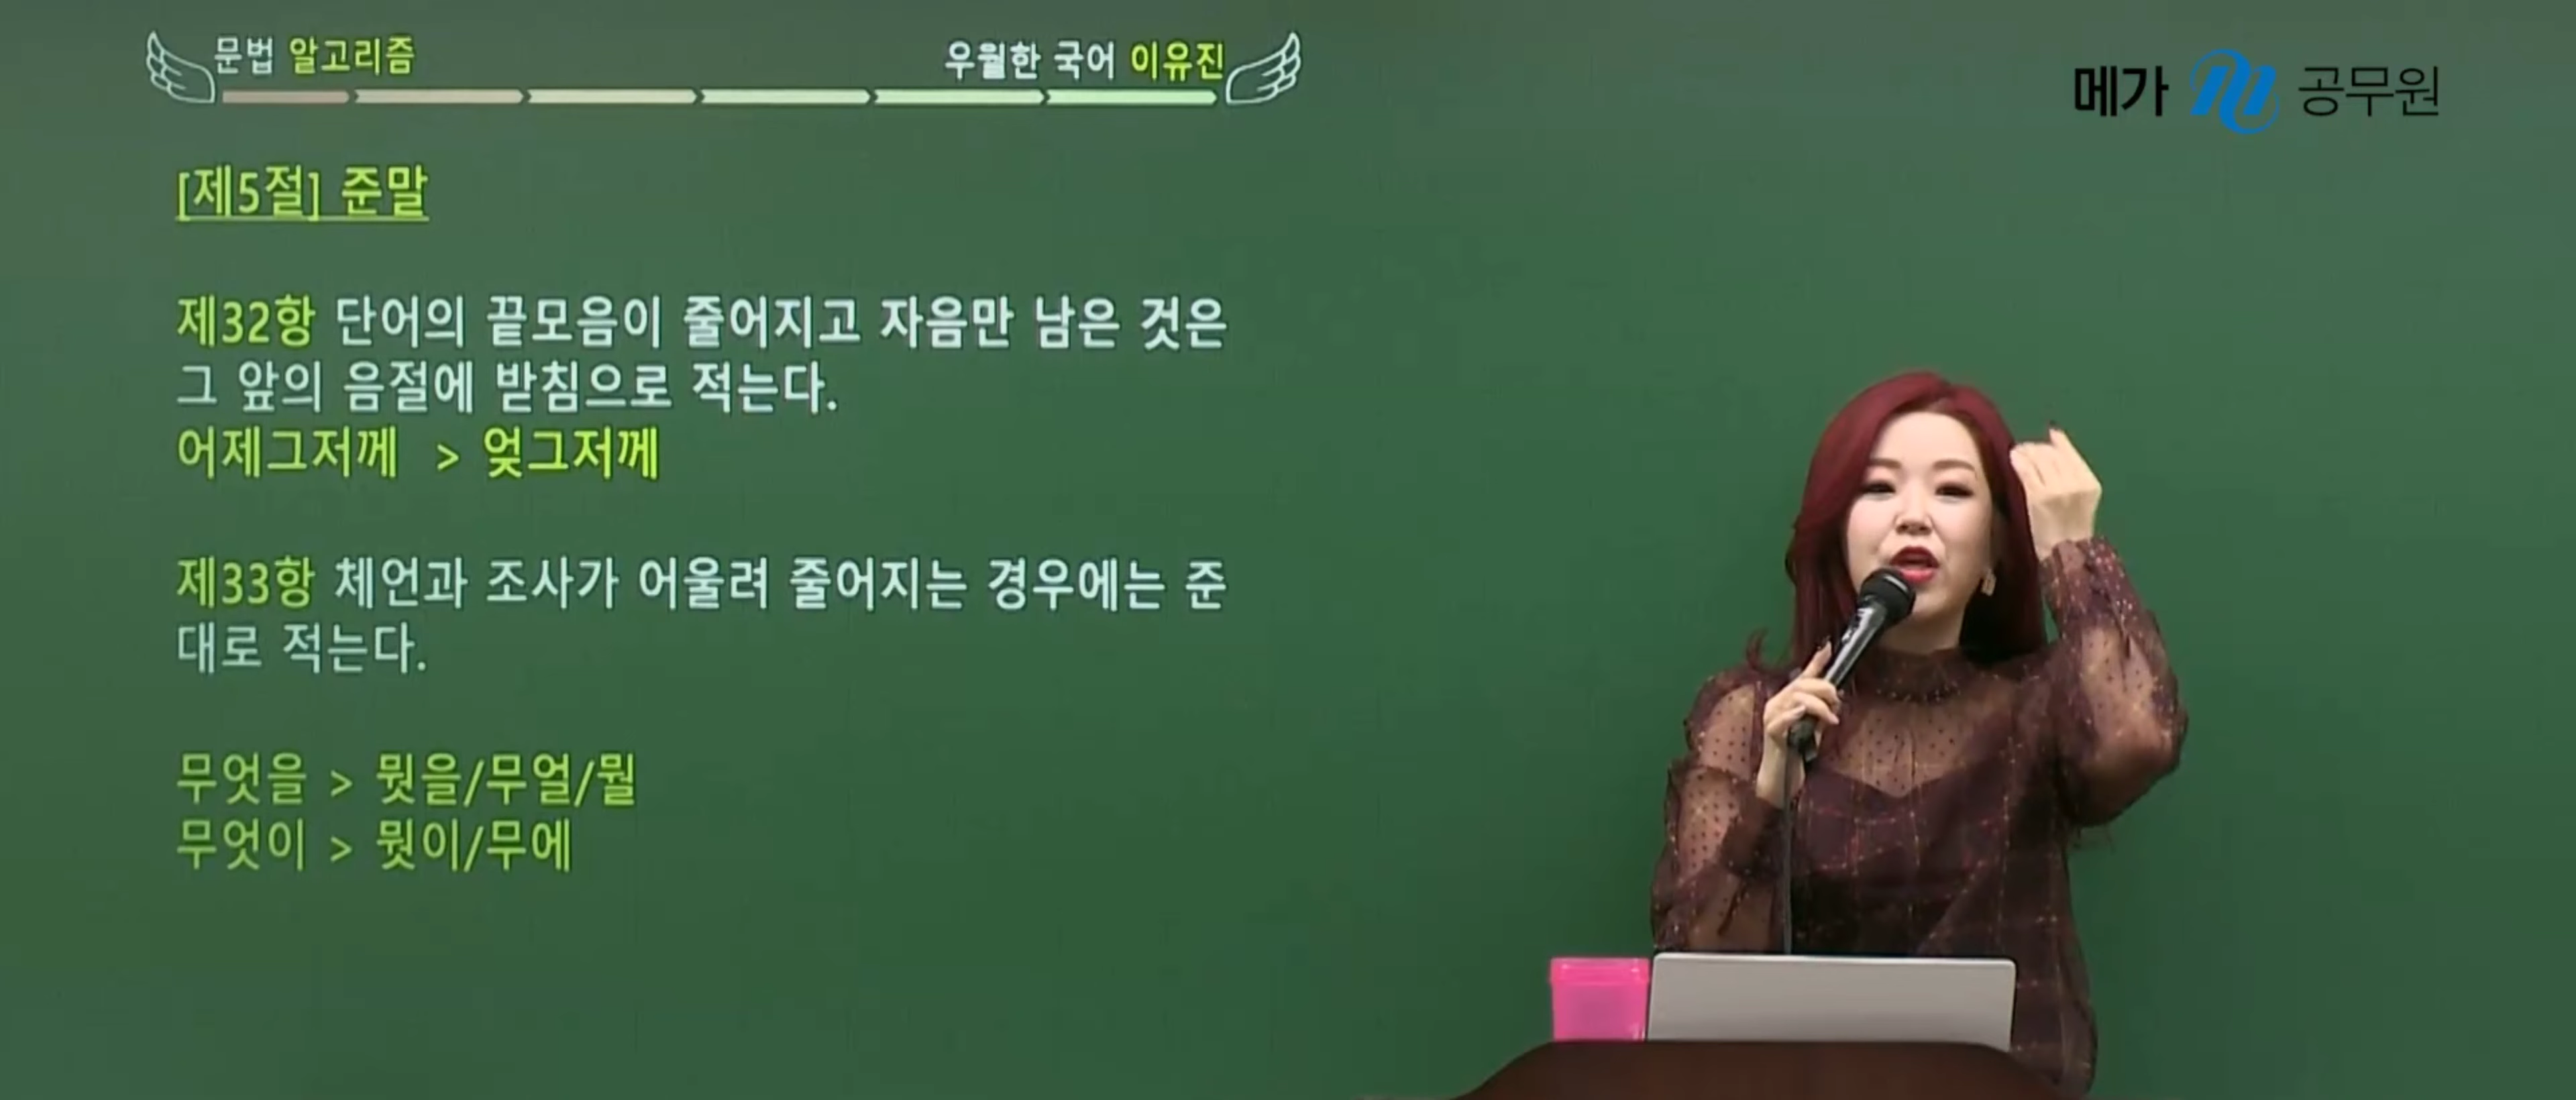 문법 알고리즘
우월한 국어 이유진
메가 공무원
[제5절] 준말
제32항 단어의 끝모음이 줄어지고 자음만 남은 것은
그 앞의 음절에 받침으로 적는다.
어제그저께 > 엊그저께
제33항 체언과 조사가 어울려 줄어지는 경우에는 준
대로 적는다.
무엇을 > 뭣을/무얼/뭘
무엇이 > 뭣이/무에